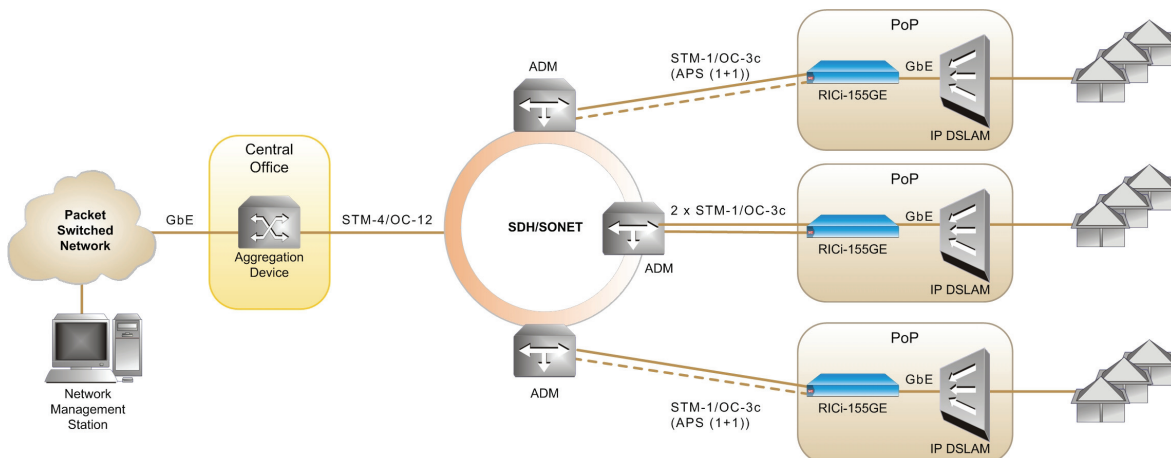 Packet
Switched
Network
Network
Management
Station
GbE
Central
Office
Aggregation
Device
STM-4/OC-12
SDH/SONET
ADM
ADM
ADM
STM-1/OC-3c
(APS (1+1))
PoP
GbE
RICi-155GE
IP DSLAM
2 x STM-1/OC-3c
PoP
GbE
RICi-155GE
IP DSLAM
STM-1/OC-3c
(APS (1+1))
PoP
GbE
RICi-155GE
IP DSLAM